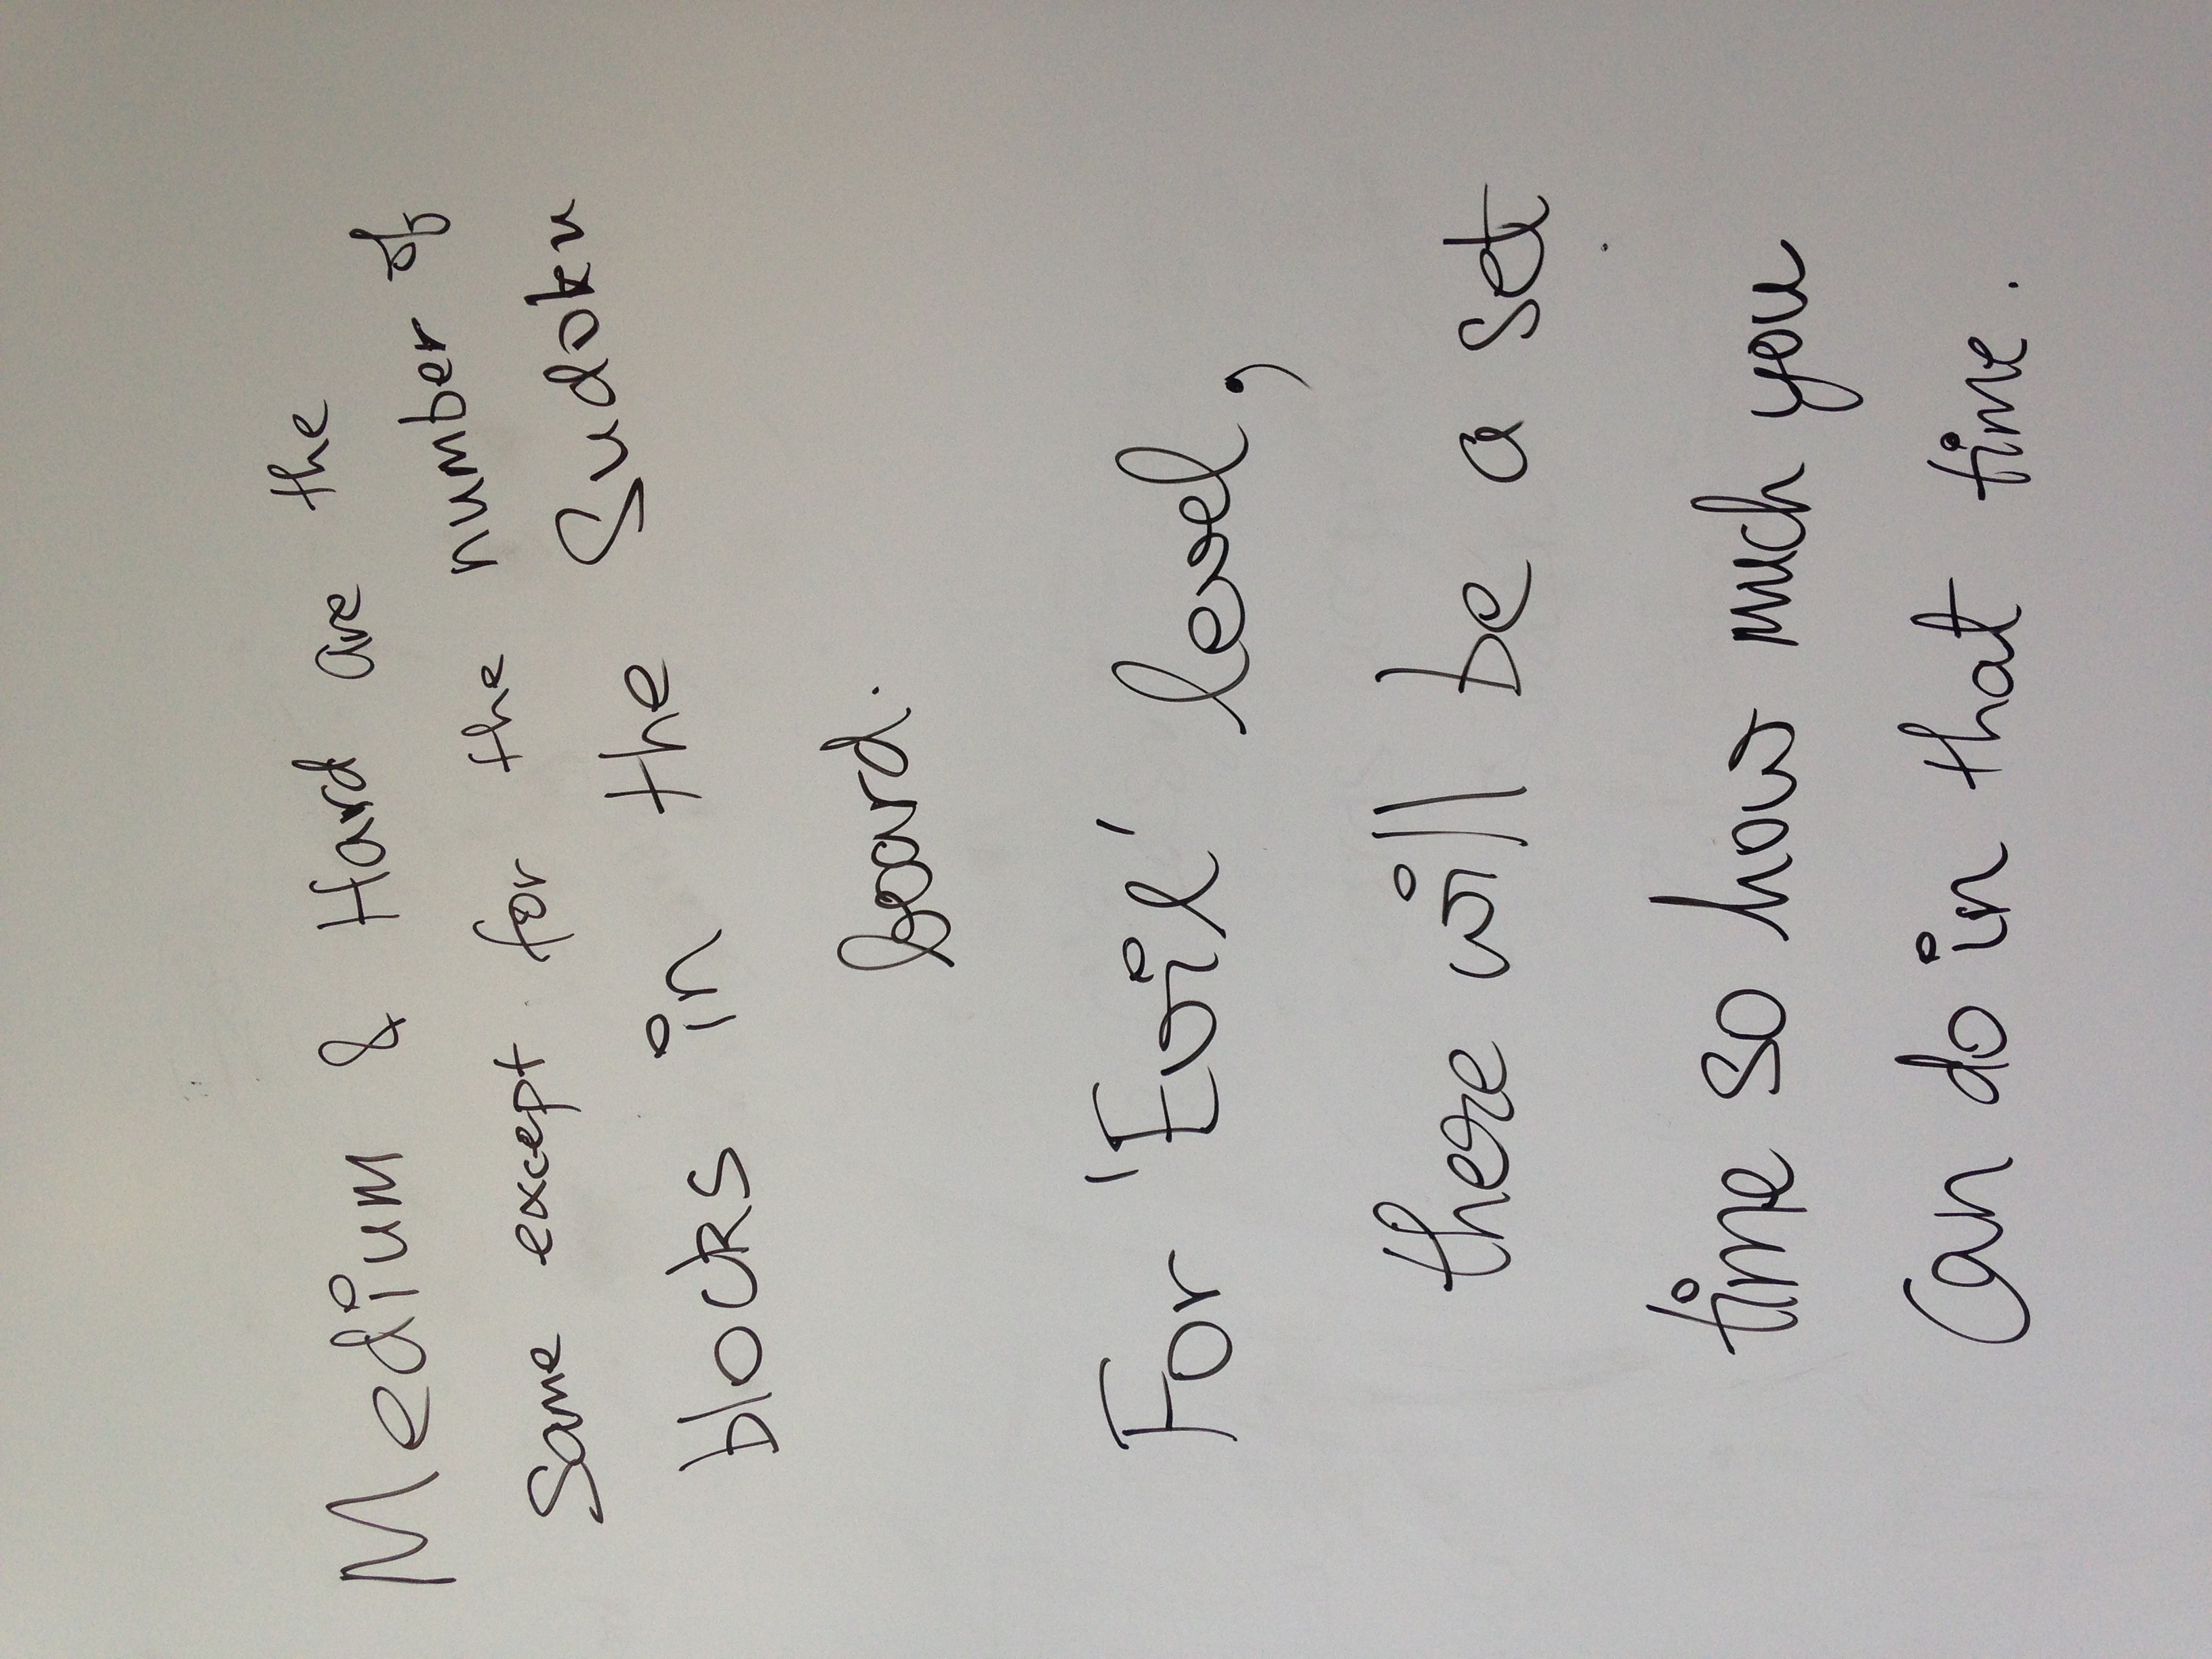 Medium & Hard are the
Same except for the number of
blocks in the Sudoku
board.
For 'Evil' level,
there will be a set
time so how much you
Can do in that time.